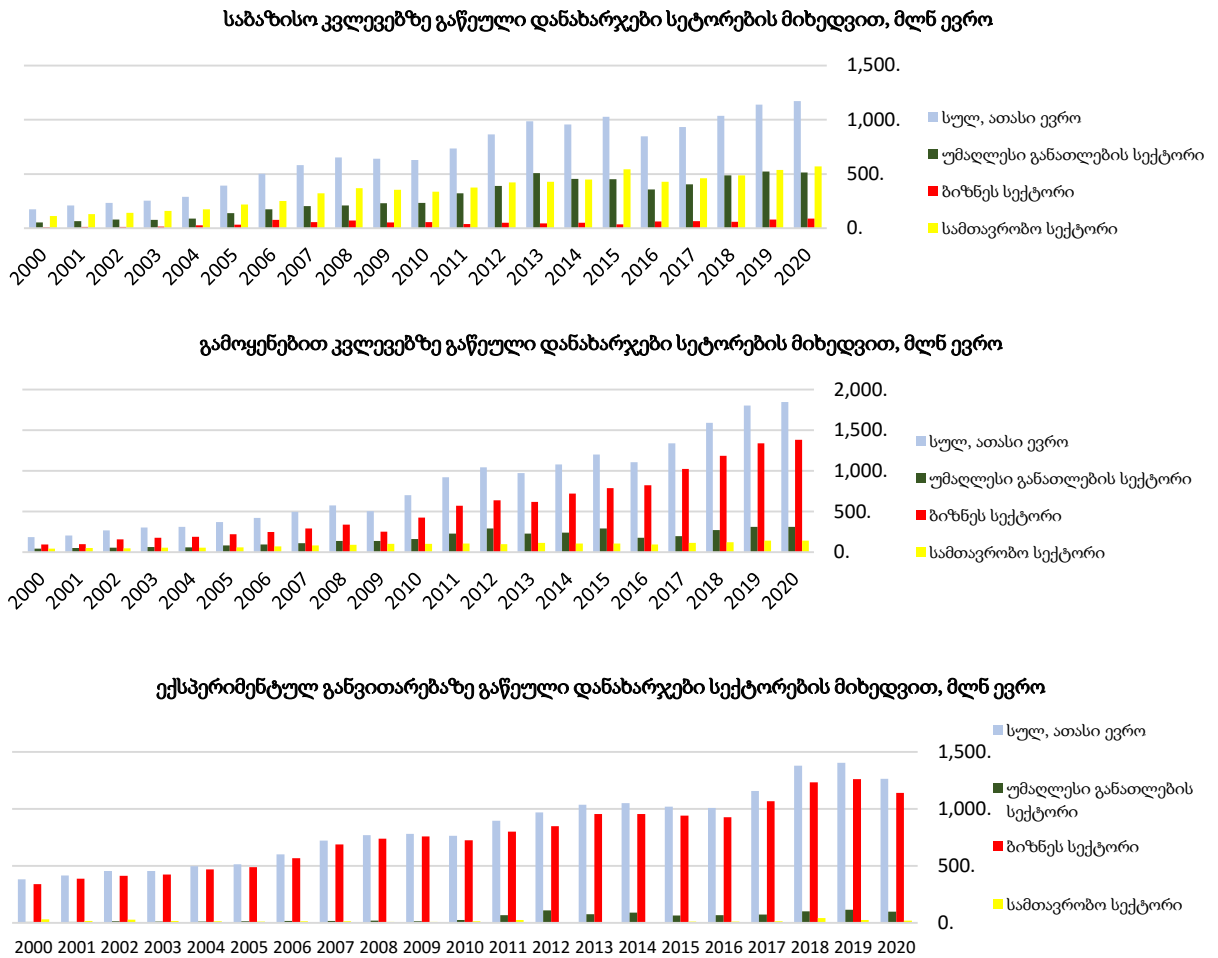 საბაზისო კვლევებზე გაწეული დანახარჯები სეტორების მიხედვით, მლნ ევრო
1,500.
1,000.
500.
0.
სულ, ათასი ევრო
უმაღლესი განათლების სექტორი
ბიზნეს სექტორი
სამთავრობო სექტორი
2000 2001 2002 2003 2004 2005 2006 2007 2008 2009 2010 2011 2012 2013 2014 2015 2016 2017 2018 2019 2020
გამოყენებით კვლევებზე გაწეული დანახარჯები სეტორების მიხედვით, მლნ ევრო
2,000.
1,500.
1,000.
500.
0.
სულ, ათასი ევრო
უმაღლესი განათლების სექტორი
ბიზნეს სექტორი
სამთავრობო სექტორი
2000 2001 2002 2003 2004 2005 2006 2007 2008 2009 2010 2011 2012 2013 2014 2015 2016 2017 2018 2019 2020
ექსპერიმენტულ განვითარებაზე გაწეული დანახარჯები სექტორების მიხედვით, მლნ ევრო
1,500.
1,000.
500.
0.
სულ, ათასი ევრო
უმაღლესი განათლების
სექტორი
ბიზნეს სექტორი
სამთავრობო სექტორი
2000 2001 2002 2003 2004 2005 2006 2007 2008 2009 2010 2011 2012 2013 2014 2015 2016 2017 2018 2019 2020